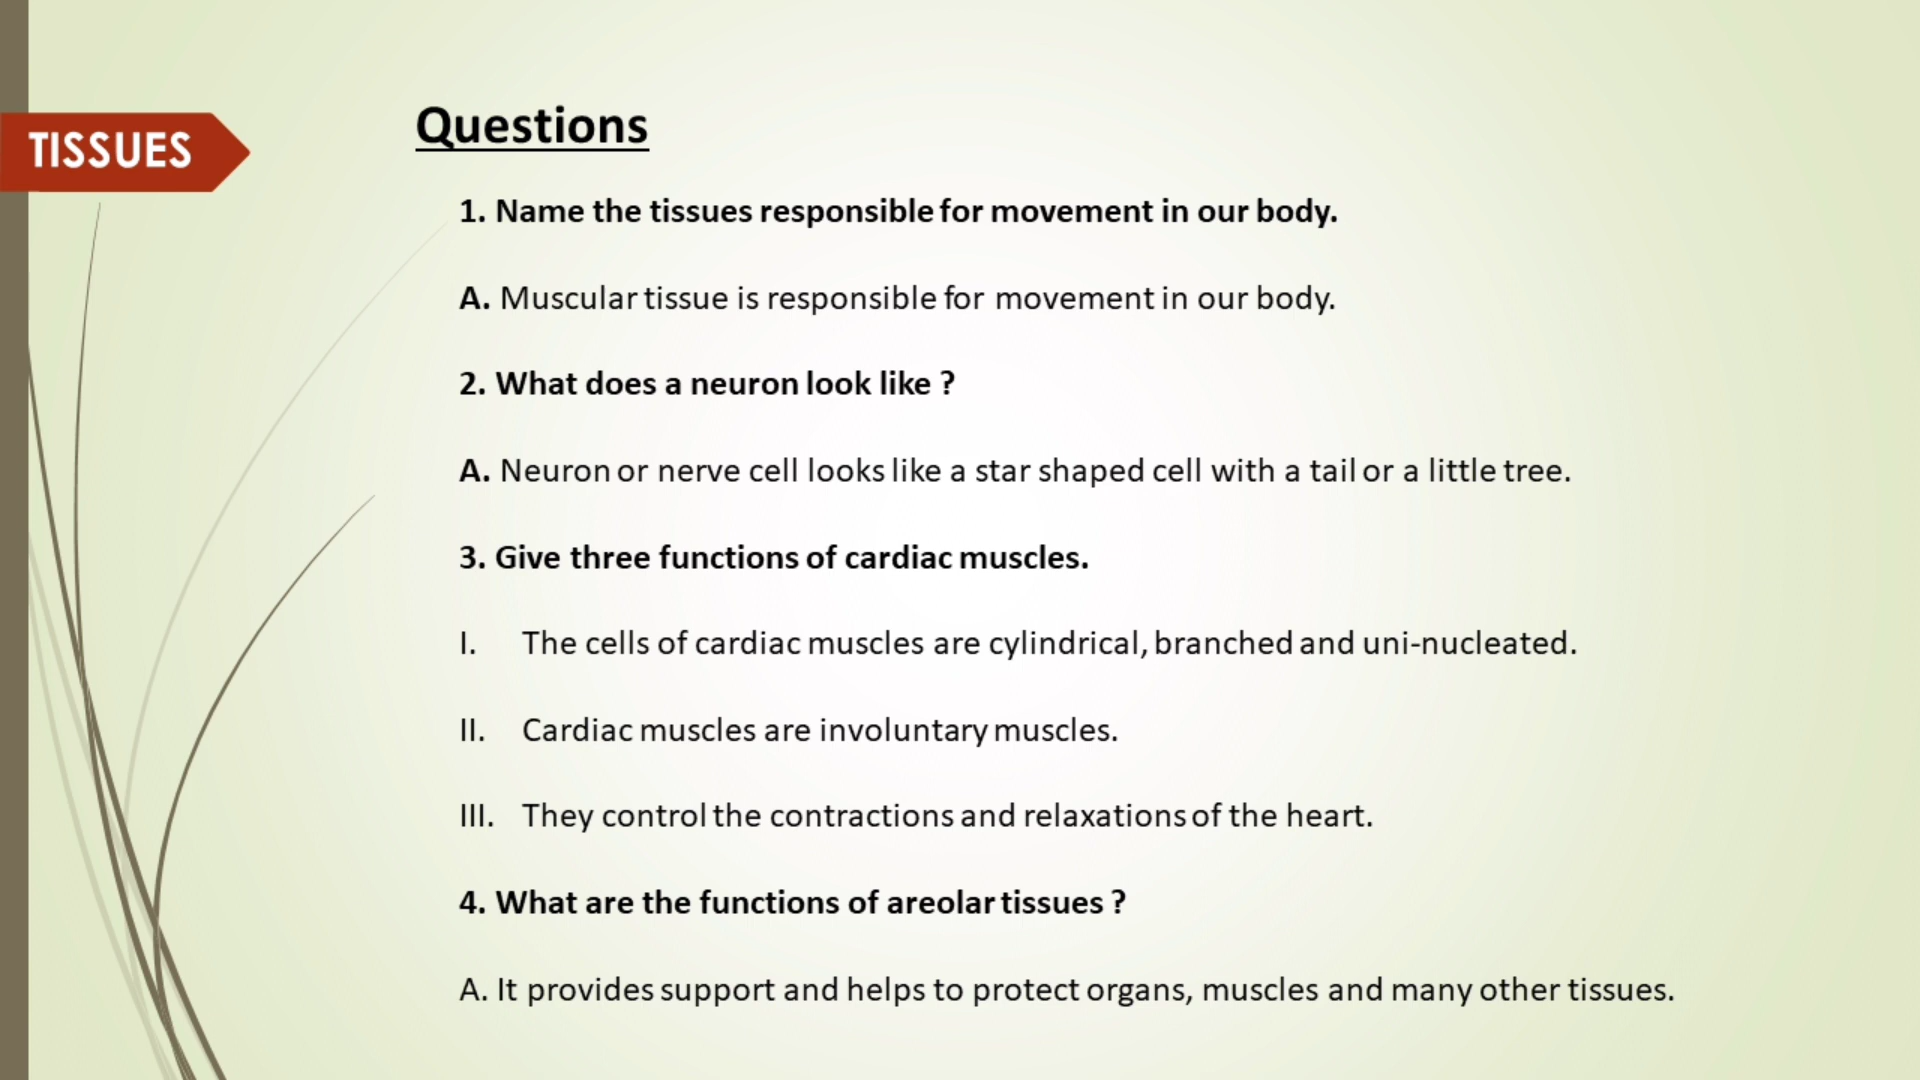 TISSUES
Questions
1. Name the tissues responsible for movement in our body.
A. Muscular tissue is responsible for movement in our body.
2. What does a neuron look like ?
A. Neuron or nerve cell looks like a star shaped cell with a tail or a little tree.
3. Give three functions of cardiac muscles.
I. The cells of cardiac muscles are cylindrical, branched and uni-nucleated.
II. Cardiac muscles are involuntary muscles.
III. They control the contractions and relaxations of the heart.
4. What are the functions of areolar tissues ?
A. It provides support and helps to protect organs, muscles and many other tissues.